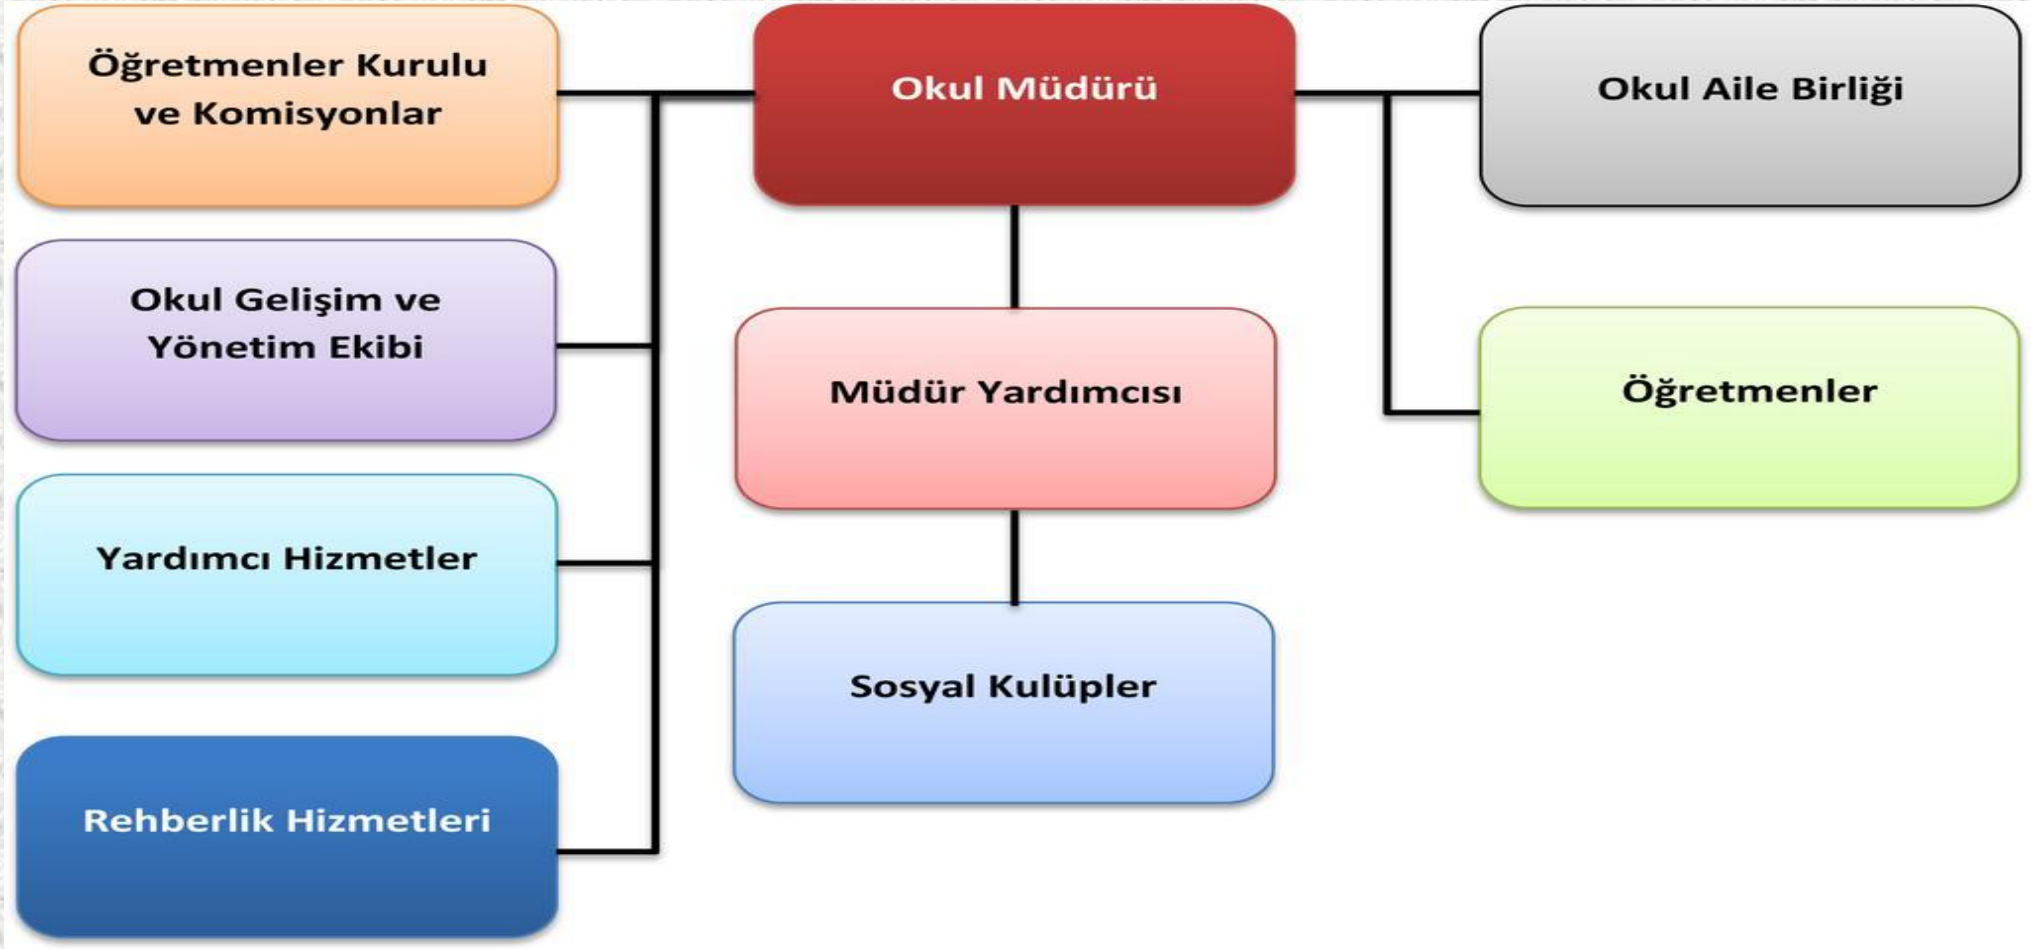 Öğretmenler Kurulu
ve Komisyonlar
Okul Müdürü
Okul Aile Birliği
Okul Gelişim ve
Yönetim Ekibi
Müdür Yardımcısı
Öğretmenler
Yardımcı Hizmetler
Sosyal Kulüpler
Rehberlik Hizmetleri